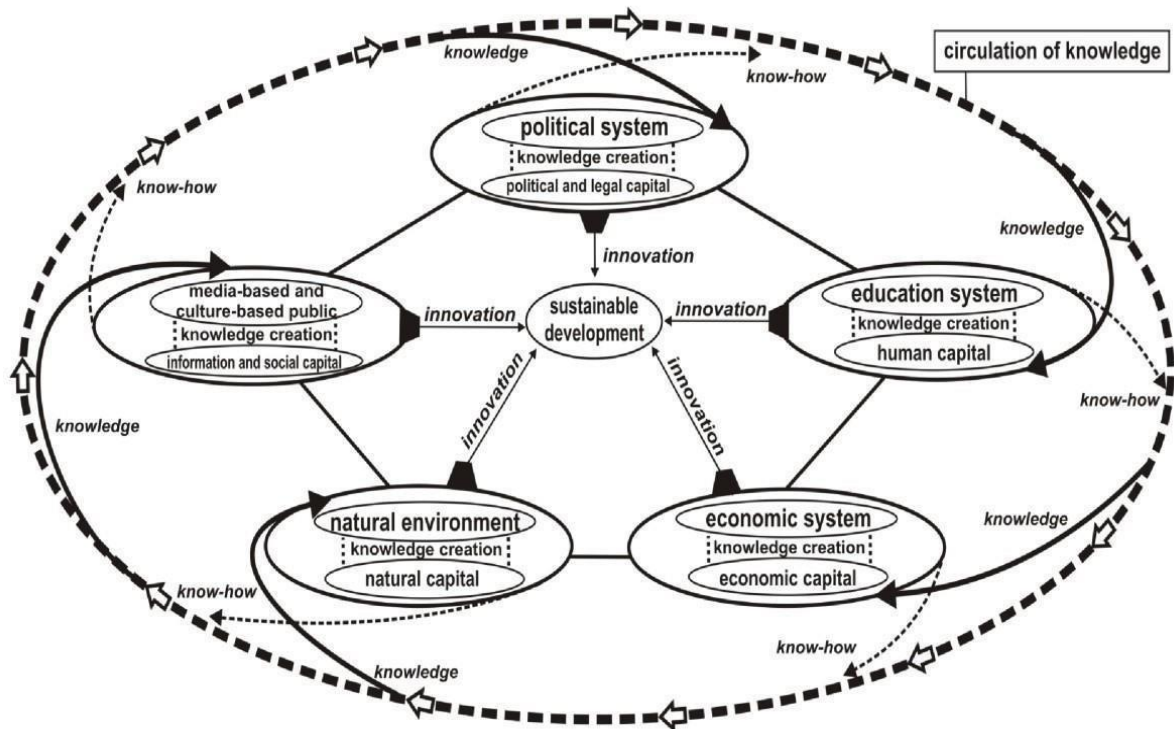 knowledge
circulation of knowledge
know-how
political system
knowledge creation
political and legal capital
know-how
knowledge
innovation
media-based and
culture-based public
knowledge creation
information and social capital
innovation
sustainable
development
innovation
education system
knowledge creation
human capital
know-how
knowledge
innovation
innovation
knowledge
natural environment
knowledge creation
natural capital
economic system
knowledge creation
economic capital
know-how
know-how
knowledge